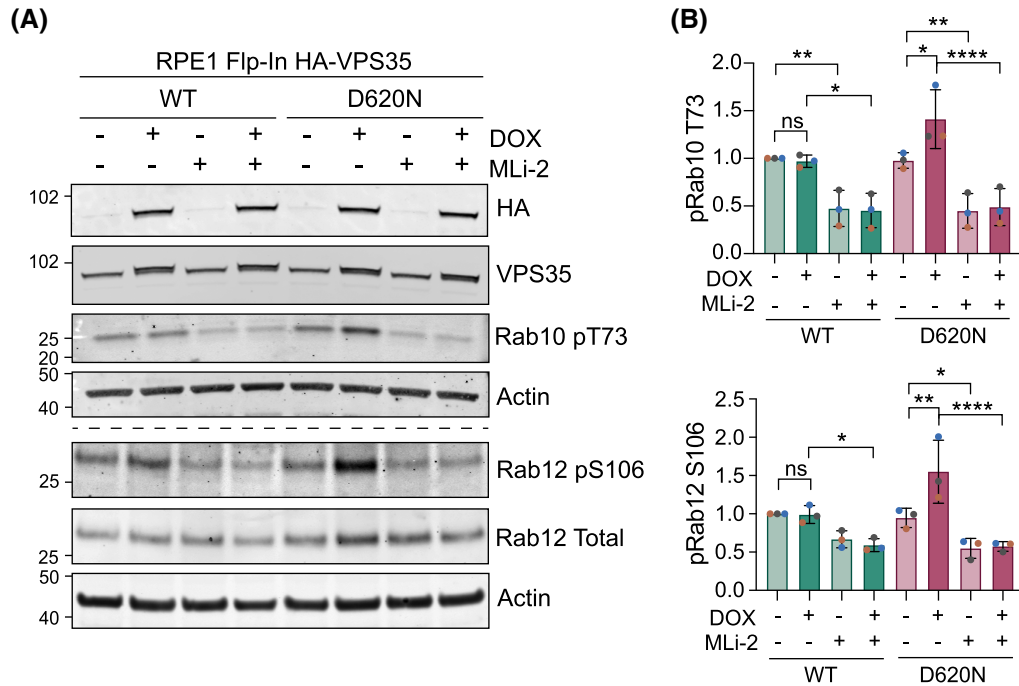 (A)
RPE1 Flp-In HA-VPS35
WT D620N
- + - + - + - + DOX
- - + + - - + + MLi-2
102 HA
102 VPS35
25 20 Rab10 pT73
50 40 Actin
25 Rab12 pS106
25 Rab12 Total
50 40 Actin
(B)
pRab10 T73
2.0
1.5
1.0
0.5
0.0
** * ns ** * ****
DOX - + - + - + - +
MLi-2 - - + + - - + +
WT D620N
pRab12 S106
2.5
2.0
1.5
1.0
0.5
0.0
ns * * ** ****
DOX - + - + - + - +
MLi-2 - - + + - - + +
WT D620N